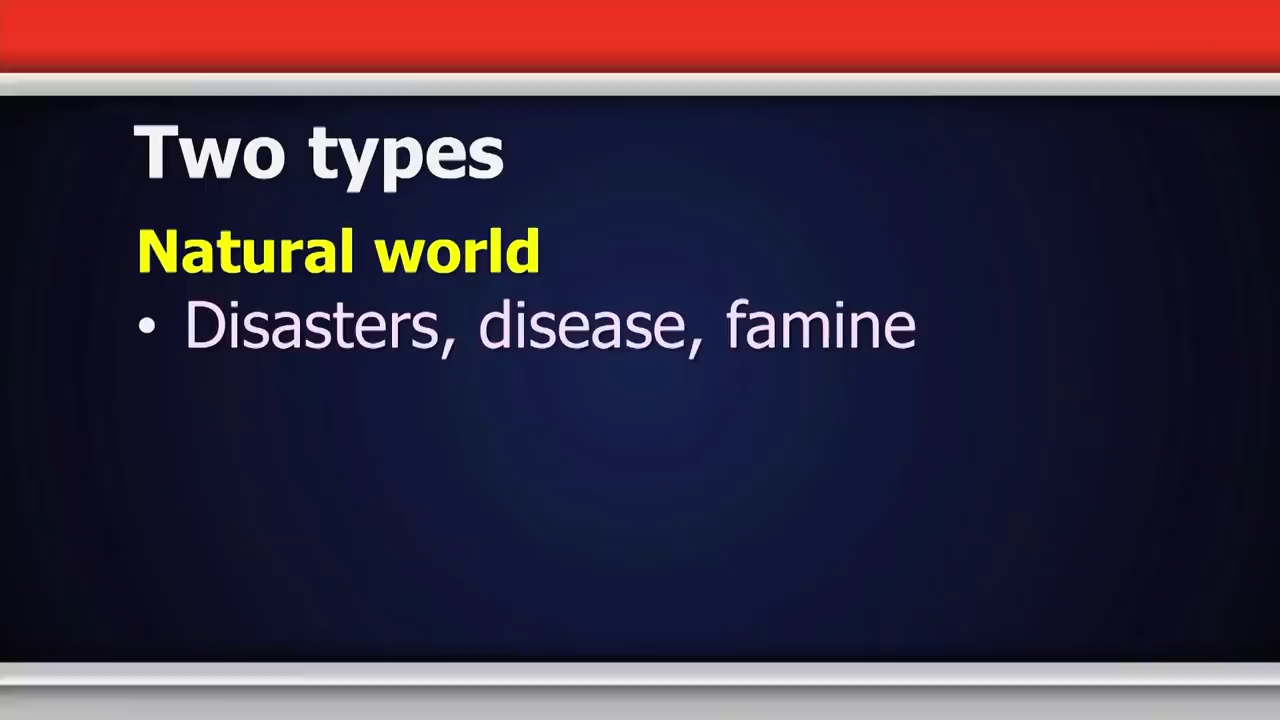 Two types
Natural world
• Disasters, disease, famine